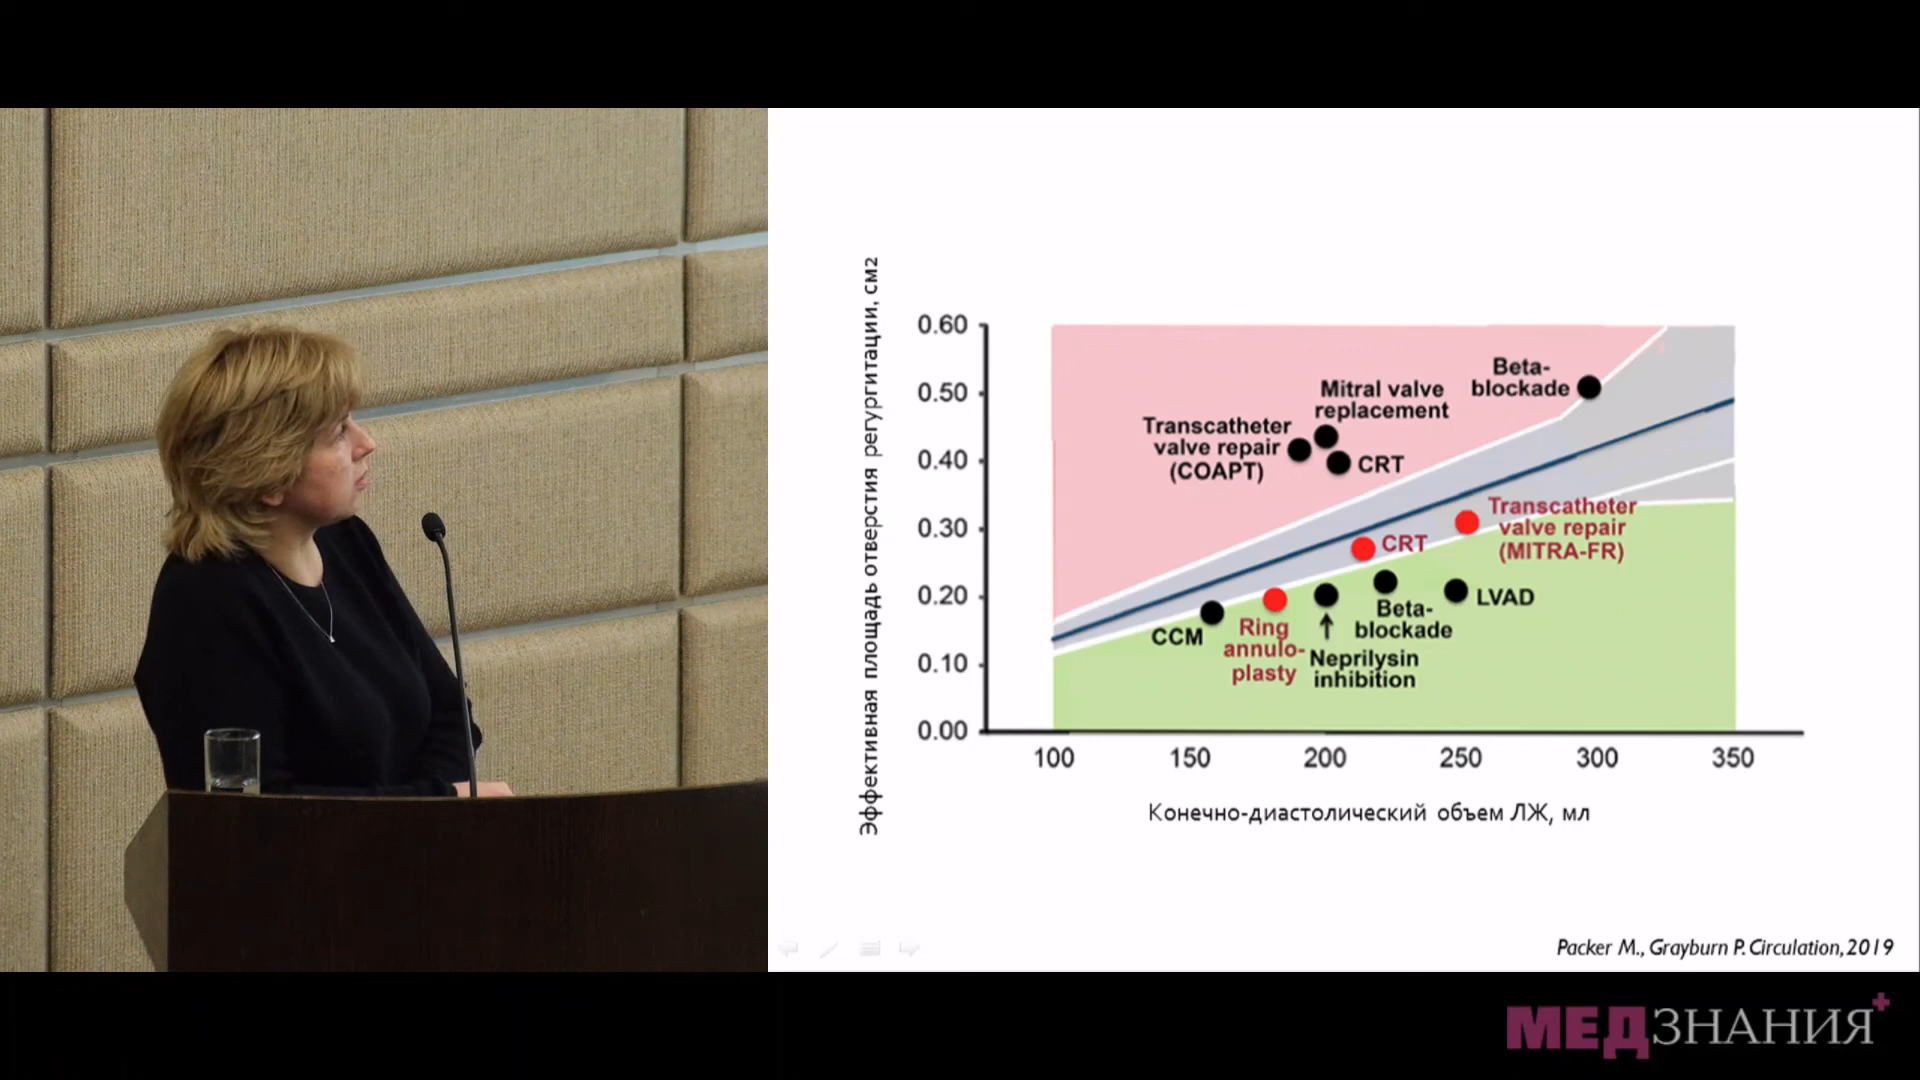 Эффективная площадь отверстия регургитации, см2
0.60
0.50
0.40
0.30
0.20
0.10
0.00
100 150 200 250 300 350
Конечно-диастолический объем ЛЖ, мл
Beta-
blockade
Mitral valve
replacement
Transcatheter
valve repair
(COAPT)
CRT
Transcatheter
valve repair
(MITRA-FR)
CRT
LVAD
Beta-
blockade
CCM
Ring
annulo-
plasty
Neprilysin
inhibition
Packer M., Grayburn P. Circulation, 2019
МЕДЗНАНИЯ+